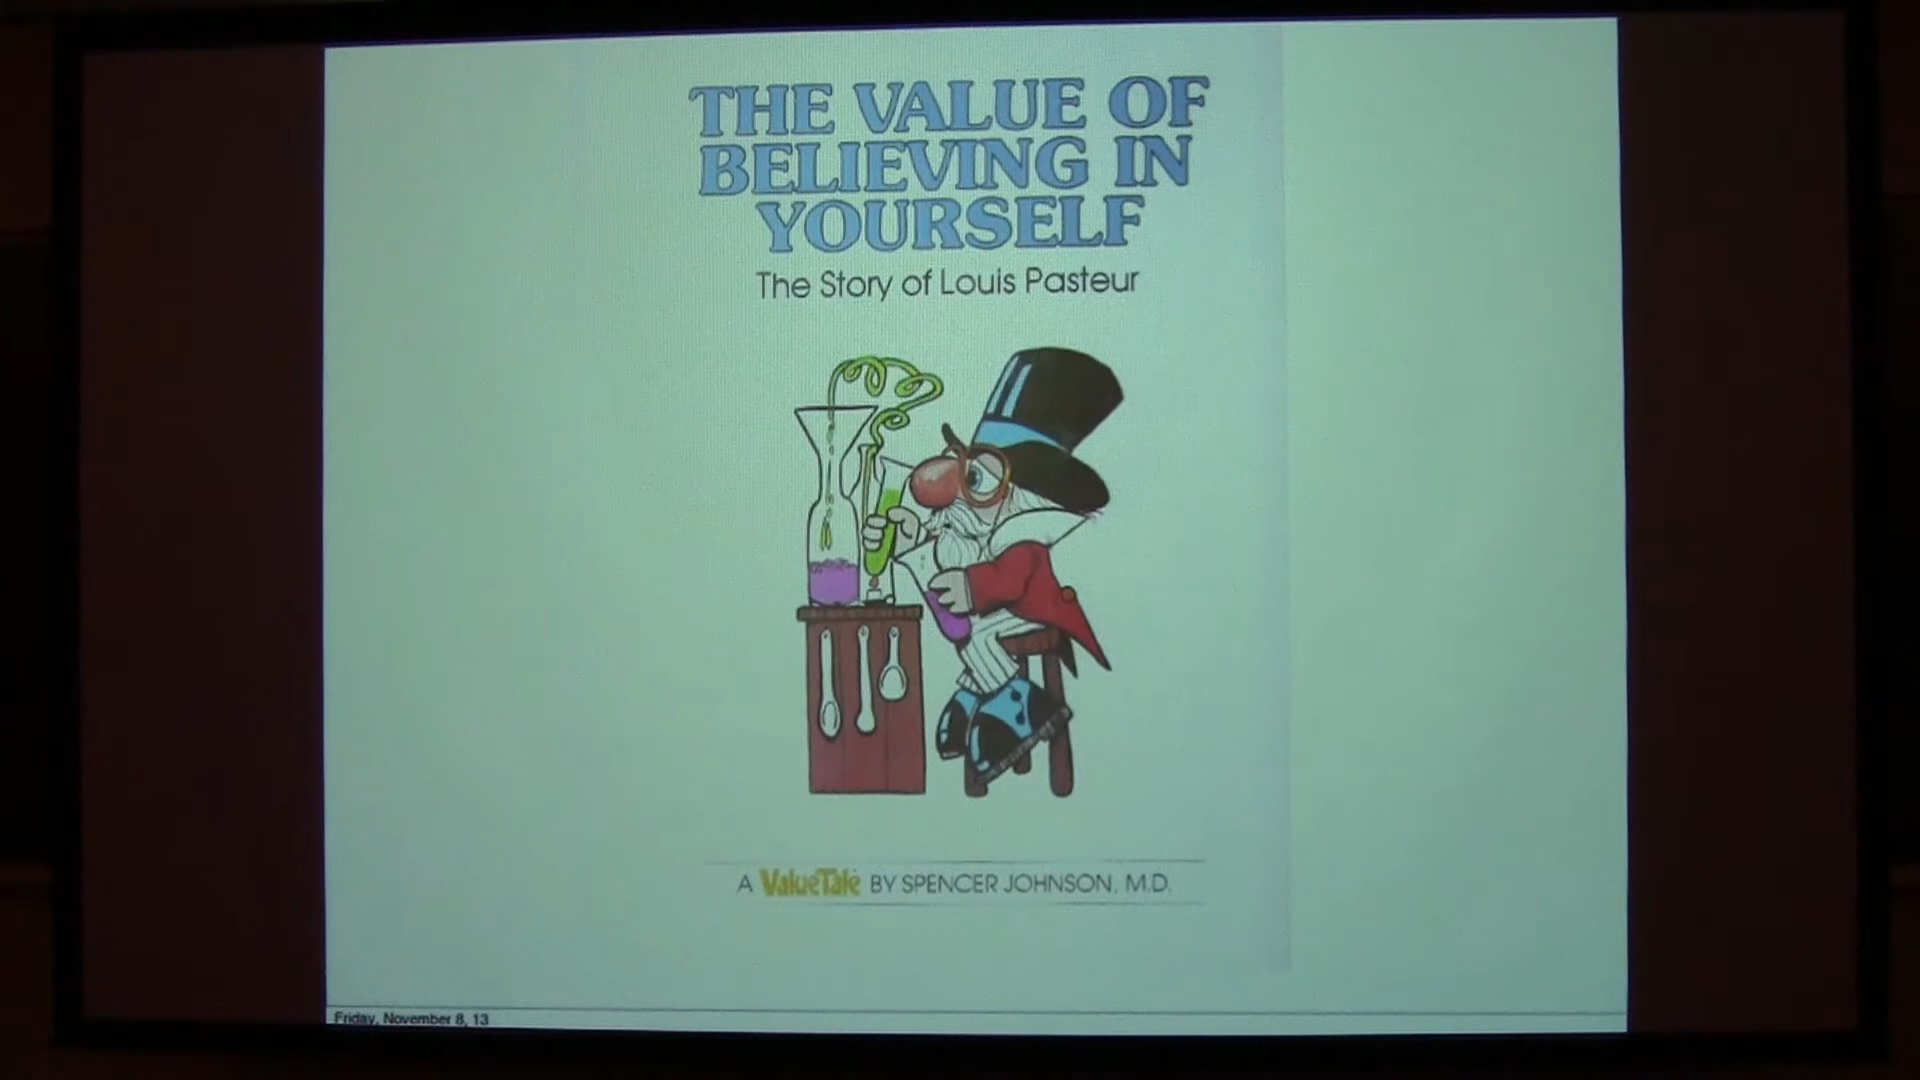 THE VALUE OF
BELIEVING IN
YOURSELF
The Story of Louis Pasteur
A ValueTale BY SPENCER JOHNSON, M.D.
Friday, November 8, 13